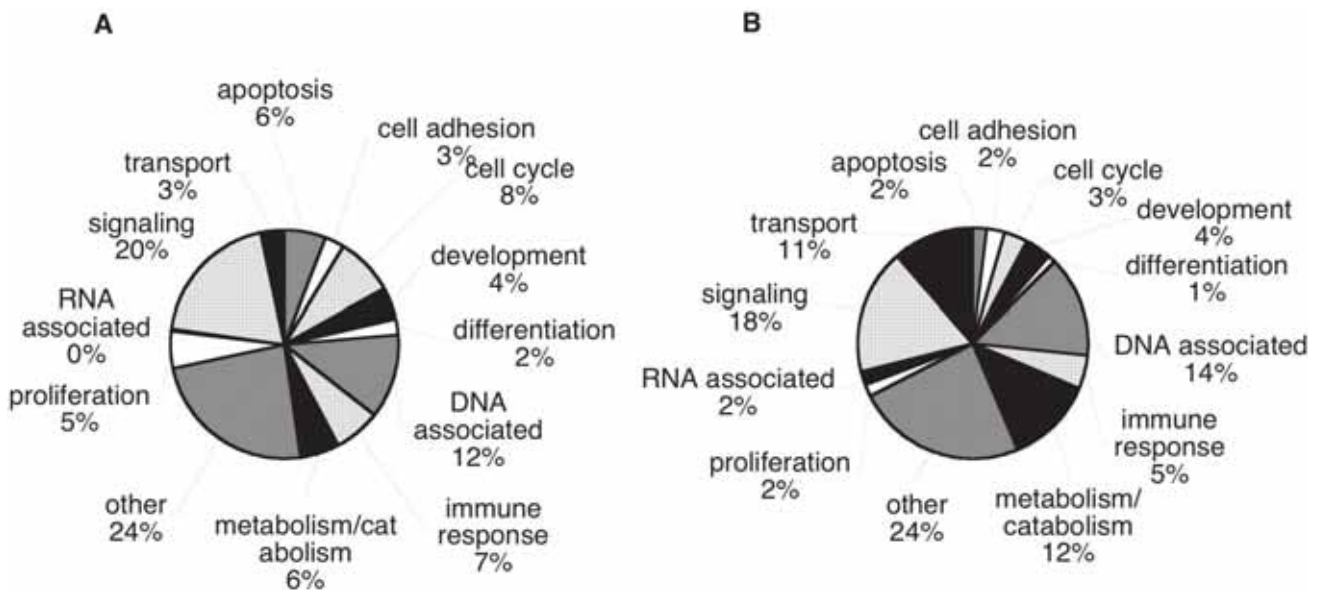 A
apoptosis
6%
cell adhesion
3%
cell cycle
8%
development
4%
differentiation
2%
DNA
associated
12%
immune
response
7%
metabolism/cat
abolism
6%
other
24%
proliferation
5%
RNA
associated
0%
signaling
20%
transport
3%
B
cell adhesion
2%
apoptosis
2%
cell cycle
3%
development
4%
differentiation
1%
DNA associated
14%
immune
response
5%
metabolism/
catabolism
12%
other
24%
proliferation
2%
RNA associated
2%
signaling
18%
transport
11%